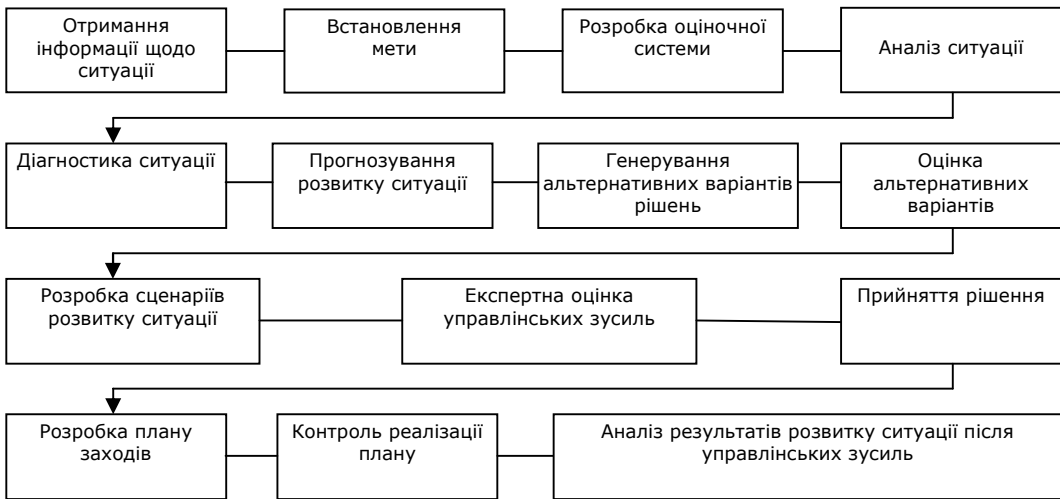 Отримання
інформації щодо
ситуації
Встановлення
мети
Розробка оціночної
системи
Аналіз ситуації
Діагностика ситуації
Прогнозування
розвитку ситуації
Генерування
альтернативних варіантів
рішень
Оцінка
альтернативних
варіантів
Розробка сценаріїв
розвитку ситуації
Експертна оцінка
управлінських зусиль
Прийняття рішення
Розробка плану
заходів
Контроль реалізації
плану
Аналіз результатів розвитку ситуації після
управлінських зусиль